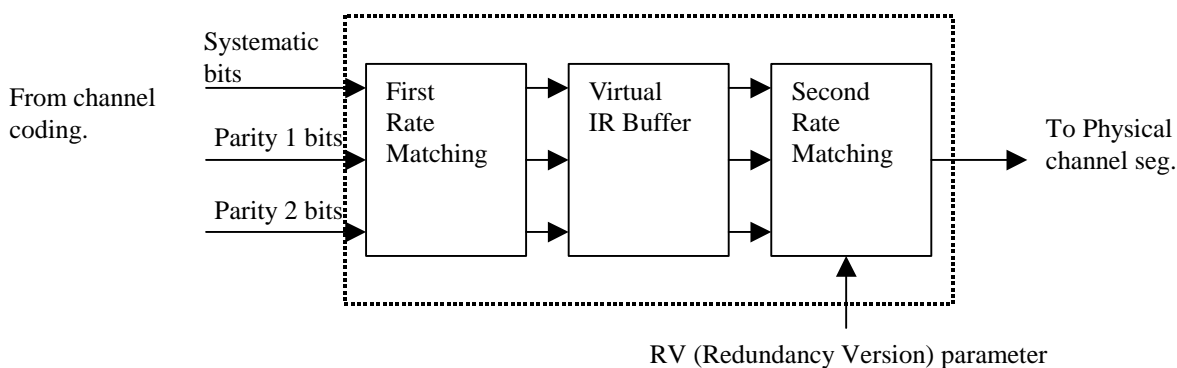 Systematic
bits
From channel
coding.
Parity 1 bits
Parity 2 bits
First
Rate
Matching
Virtual
IR Buffer
Second
Rate
Matching
To Physical
channel seg.
RV (Redundancy Version) parameter